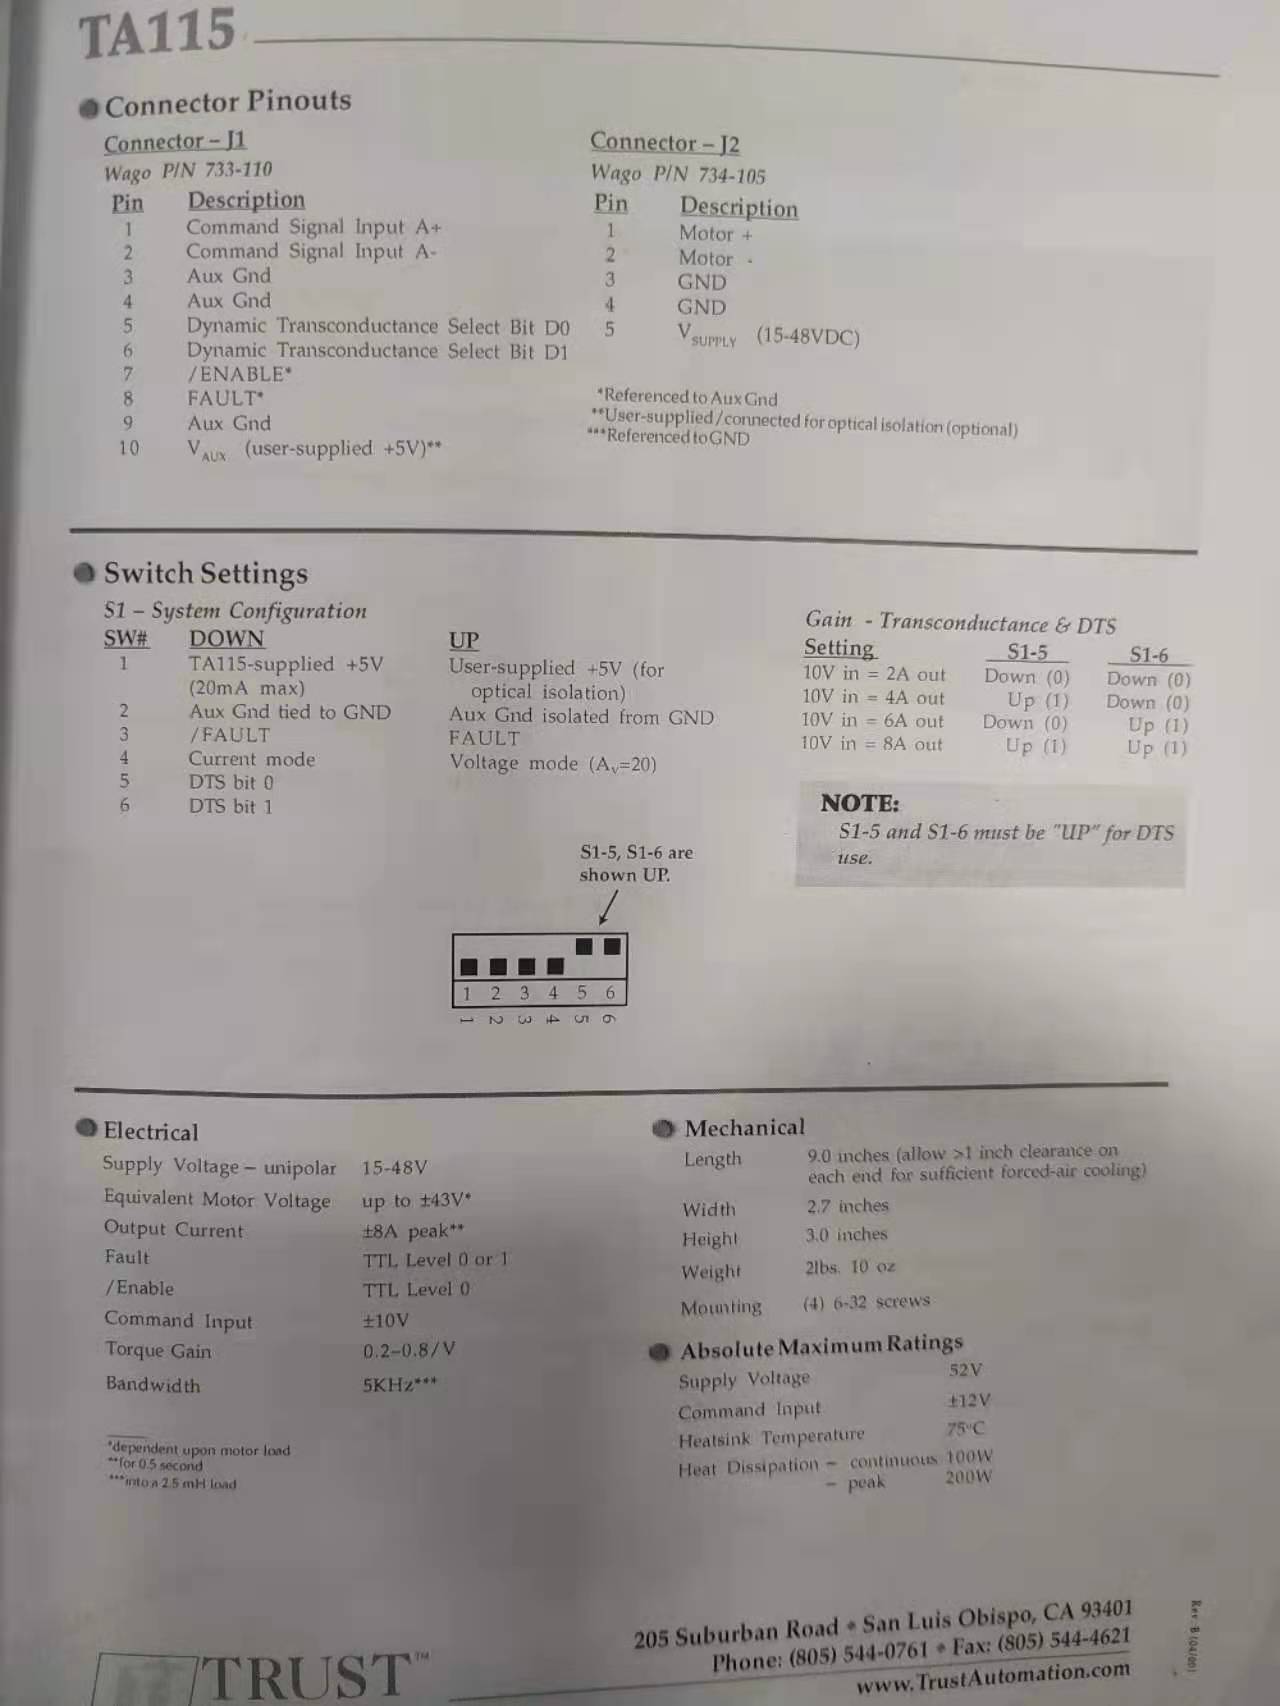 TA115
Connector Pinouts
Connector – J1
Wago P/N 733-110
Pin Description
1 Command Signal Input A+
2 Command Signal Input A-
3 Aux Gnd
4 Aux Gnd
5 Dynamic Transconductance Select Bit D0
6 Dynamic Transconductance Select Bit D1
7 /ENABLE*
8 FAULT*
9 Aux Gnd
10 VAUX (user-supplied +5V)**
Connector – J2
Wago P/N 734-105
Pin Description
1 Motor +
2 Motor -
3 GND
4 GND
5 VSUPPLY (15-48VDC)
*Referenced to Aux Gnd
**User-supplied/connected for optical isolation (optional)
***Referenced to GND
Switch Settings
S1 – System Configuration
SW# DOWN UP
1 TA115-supplied +5V User-supplied +5V (for
(20mA max) optical isolation)
2 Aux Gnd tied to GND Aux Gnd isolated from GND
3 /FAULT FAULT
4 Current mode Voltage mode (Av=20)
5 DTS bit 0
6 DTS bit 1
Gain - Transconductance & DTS
Setting S1-5 S1-6
10V in = 2A out Down (0) Down (0)
10V in = 4A out Up (1) Down (0)
10V in = 6A out Down (0) Up (1)
10V in = 8A out Up (1) Up (1)
NOTE:
S1-5 and S1-6 must be "UP" for DTS
use.
S1-5, S1-6 are
shown UP.
1 2 3 4 5 6
1 2 3 4 5 6
Electrical
Supply Voltage – unipolar 15-48V
Equivalent Motor Voltage up to ±43V*
Output Current ±8A peak**
Fault TTL Level 0 or 1
/Enable TTL Level 0
Command Input ±10V
Torque Gain 0.2–0.8/V
Bandwidth 5KHz***
*dependent upon motor load
**for 0.5 second
***into a 2.5 mH load
Mechanical
Length 9.0 inches (allow >1 inch clearance on
each end for sufficient forced-air cooling)
Width 2.7 inches
Height 3.0 inches
Weight 2lbs. 10 oz
Mounting (4) 6-32 screws
Absolute Maximum Ratings
Supply Voltage 52V
Command Input ±12V
Heatsink Temperature 75°C
Heat Dissipation – continuous 100W
– peak 200W
TRUST™
205 Suburban Road • San Luis Obispo, CA 93401
Phone: (805) 544-0761 • Fax: (805) 544-4621
www.TrustAutomation.com
Rev: B (04/00)